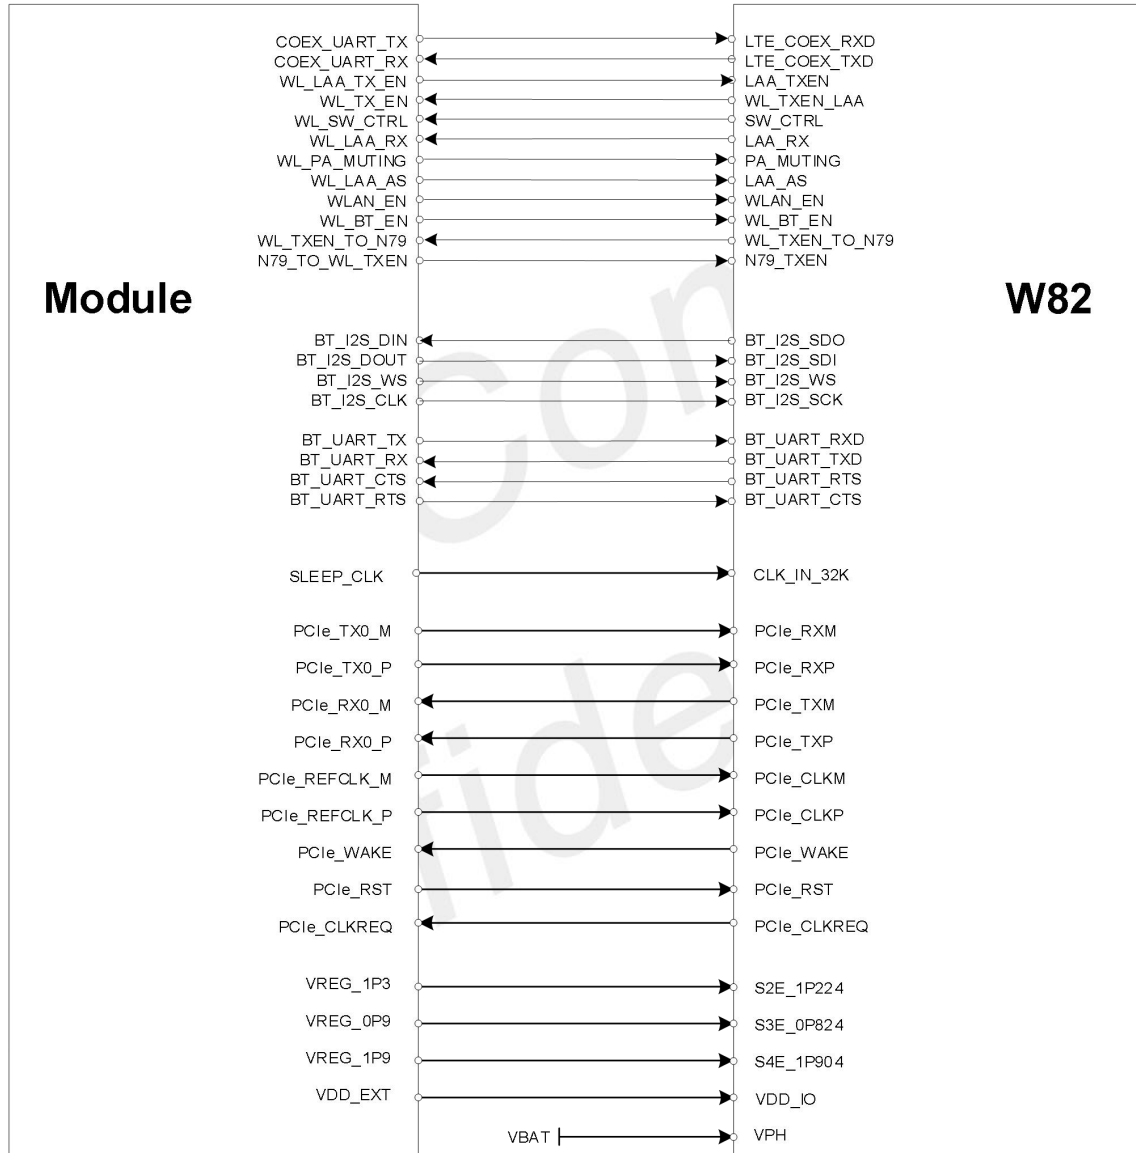 COEX_UART_TX LTE_COEX_RXD
COEX_UART_RX LTE_COEX_TXD
WL_LAA_TX_EN LAA_TXEN
WL_TX_EN WL_TXEN_LAA
WL_SW_CTRL SW_CTRL
WL_LAA_RX LAA_RX
WL_PA_MUTING PA_MUTING
WL_LAA_AS LAA_AS
WLAN_EN WLAN_EN
WL_BT_EN WL_BT_EN
WL_TXEN_TO_N79 WL_TXEN_TO_N79
N79_TO_WL_TXEN N79_TXEN
Module W82
BT_I2S_DIN BT_I2S_SDO
BT_I2S_DOUT BT_I2S_SDI
BT_I2S_WS BT_I2S_WS
BT_I2S_CLK BT_I2S_SCK
BT_UART_TX BT_UART_RXD
BT_UART_RX BT_UART_TXD
BT_UART_CTS BT_UART_RTS
BT_UART_RTS BT_UART_CTS
SLEEP_CLK CLK_IN_32K
PCIe_TX0_M PCIe_RXM
PCIe_TX0_P PCIe_RXP
PCIe_RX0_M PCIe_TXM
PCIe_RX0_P PCIe_TXP
PCIe_REFCLK_M PCIe_CLKM
PCIe_REFCLK_P PCIe_CLKP
PCIe_WAKE PCIe_WAKE
PCIe_RST PCIe_RST
PCIe_CLKREQ PCIe_CLKREQ
VREG_1P3 S2E_1P224
VREG_0P9 S3E_0P824
VREG_1P9 S4E_1P904
VDD_EXT VDD_IO
VBAT VPH
Con
fide